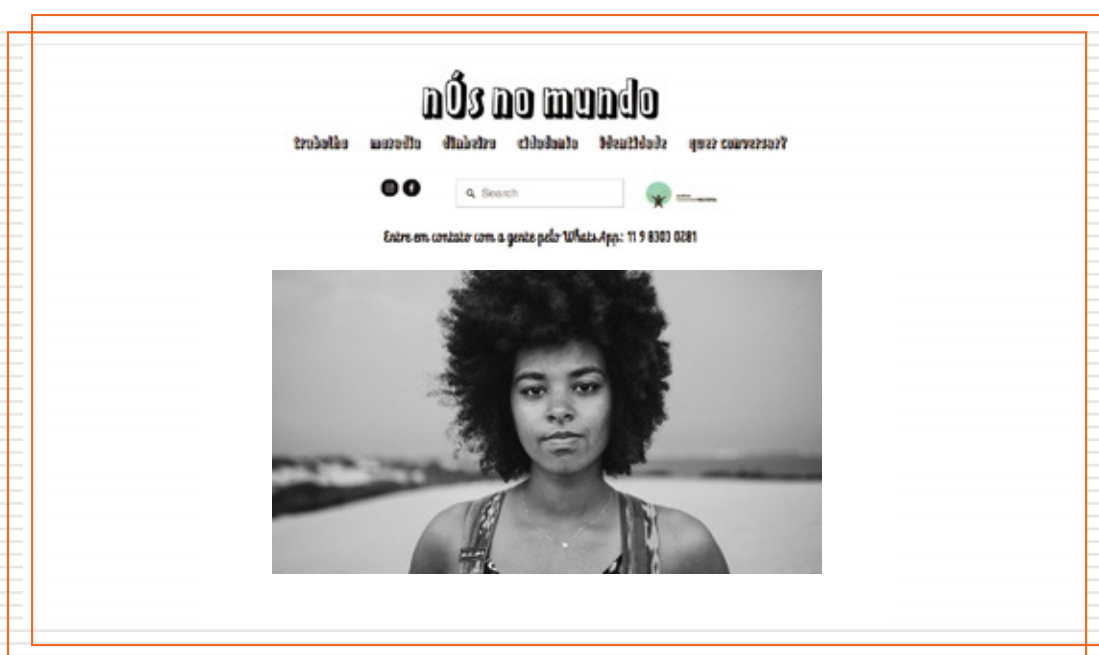 nÓs no mundo
trabalho moradia dinheiro cidadania identidade quer conversar?
Search
Entre em contato com a gente pelo WhatsApp: 11 9 8303 0281